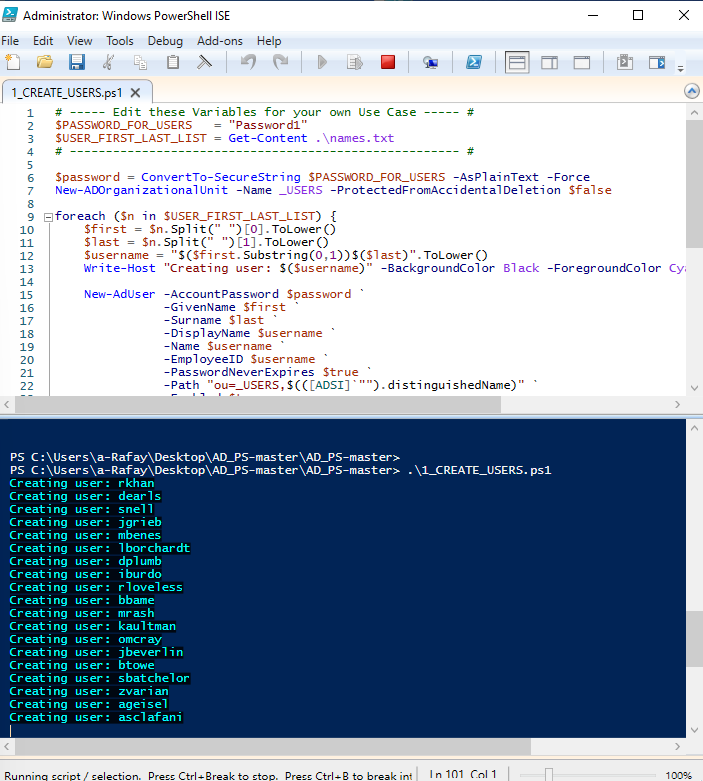 Administrator: Windows PowerShell ISE
File Edit View Tools Debug Add-ons Help
1_CREATE_USERS.ps1
1 # ----- Edit these Variables for your own Use Case ----- #
2 $PASSWORD_FOR_USERS   = "Password1"
3 $USER_FIRST_LAST_LIST = Get-Content .\names.txt
4 # ------------------------------------------------------ #
5
6 $password = ConvertTo-SecureString $PASSWORD_FOR_USERS -AsPlainText -Force
7 New-ADOrganizationalUnit -Name _USERS -ProtectedFromAccidentalDeletion $false
8
9 foreach ($n in $USER_FIRST_LAST_LIST) {
10     $first = $n.Split(" ")[0].ToLower()
11     $last = $n.Split(" ")[1].ToLower()
12     $username = "$($first.Substring(0,1))$($last)".ToLower()
13     Write-Host "Creating user: $($username)" -BackgroundColor Black -ForegroundColor Cya
14
15     New-AdUser -AccountPassword $password `
16                -GivenName $first `
17                -Surname $last `
18                -DisplayName $username `
19                -Name $username `
20                -EmployeeID $username `
21                -PasswordNeverExpires $true `
22                -Path "ou=_USERS,$(([ADSI]`"").distinguishedName)" `
PS C:\Users\a-Rafay\Desktop\AD_PS-master\AD_PS-master>
PS C:\Users\a-Rafay\Desktop\AD_PS-master\AD_PS-master> .\1_CREATE_USERS.ps1
Creating user: rkhan
Creating user: dearls
Creating user: snell
Creating user: jgrieb
Creating user: mbenes
Creating user: lborchardt
Creating user: dplumb
Creating user: iburdo
Creating user: rloveless
Creating user: bbame
Creating user: mrash
Creating user: kaultman
Creating user: omcray
Creating user: jbeverlin
Creating user: btowe
Creating user: sbatchelor
Creating user: zvarian
Creating user: ageisel
Creating user: asclafani
Running script / selection. Press Ctrl+Break to stop. Press Ctrl+B to break int Ln 101 Col 1 100%